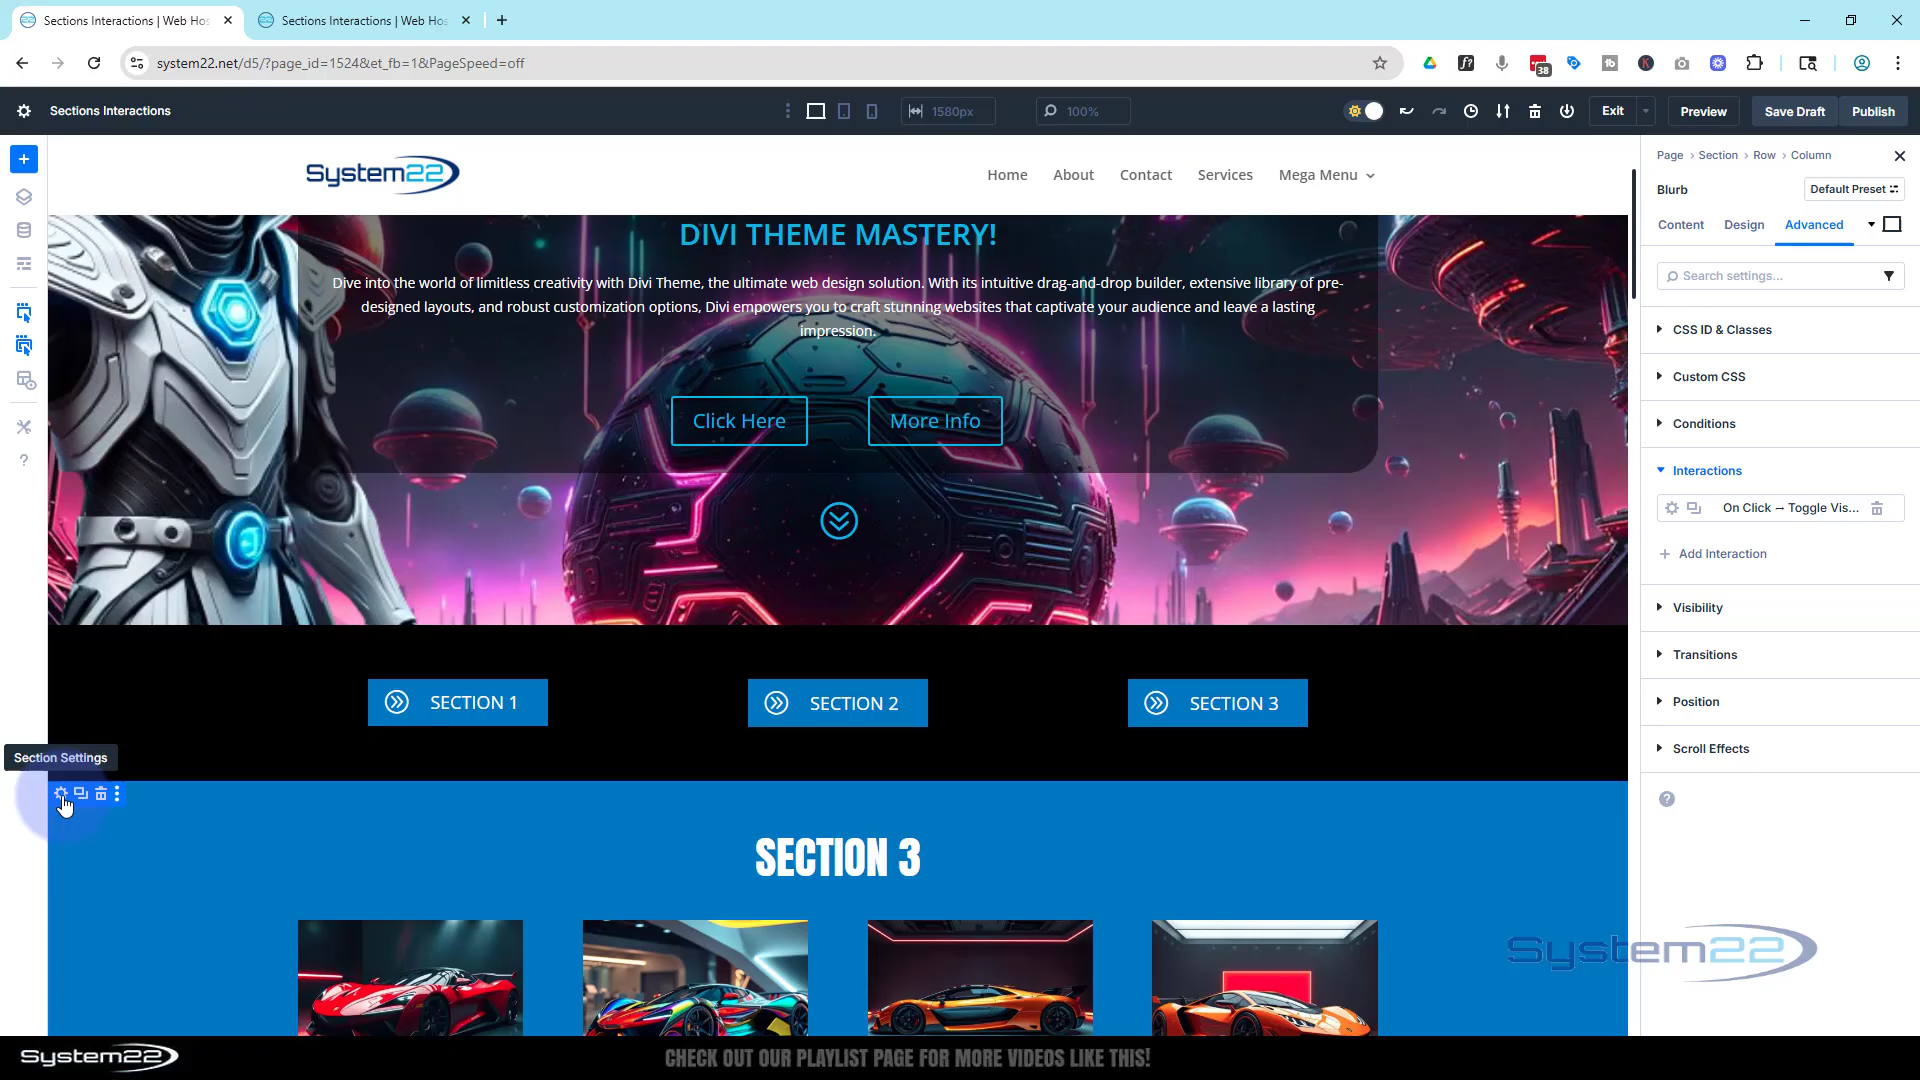 Sections Interactions | Web Hos
Sections Interactions | Web Hos
system22.net/d5/?page_id=1524&et_fb=1&PageSpeed=off
38
Sections Interactions
1580px
100%
Exit
Preview
Save Draft
Publish
System22
Home
About
Contact
Services
Mega Menu
Page
Section
Row
Column
Blurb
Default Preset
Content
Design
Advanced
Search settings...
CSS ID & Classes
Custom CSS
Conditions
Interactions
On Click → Toggle Vis...
Add Interaction
Visibility
Transitions
Position
Scroll Effects
DIVI THEME MASTERY!
Dive into the world of limitless creativity with Divi Theme, the ultimate web design solution. With its intuitive drag-and-drop builder, extensive library of pre-
designed layouts, and robust customization options, Divi empowers you to craft stunning websites that captivate your audience and leave a lasting
impression.
Click Here
More Info
SECTION 1
SECTION 2
SECTION 3
Section Settings
SECTION 3
System22
System22
CHECK OUT OUR PLAYLIST PAGE FOR MORE VIDEOS LIKE THIS!